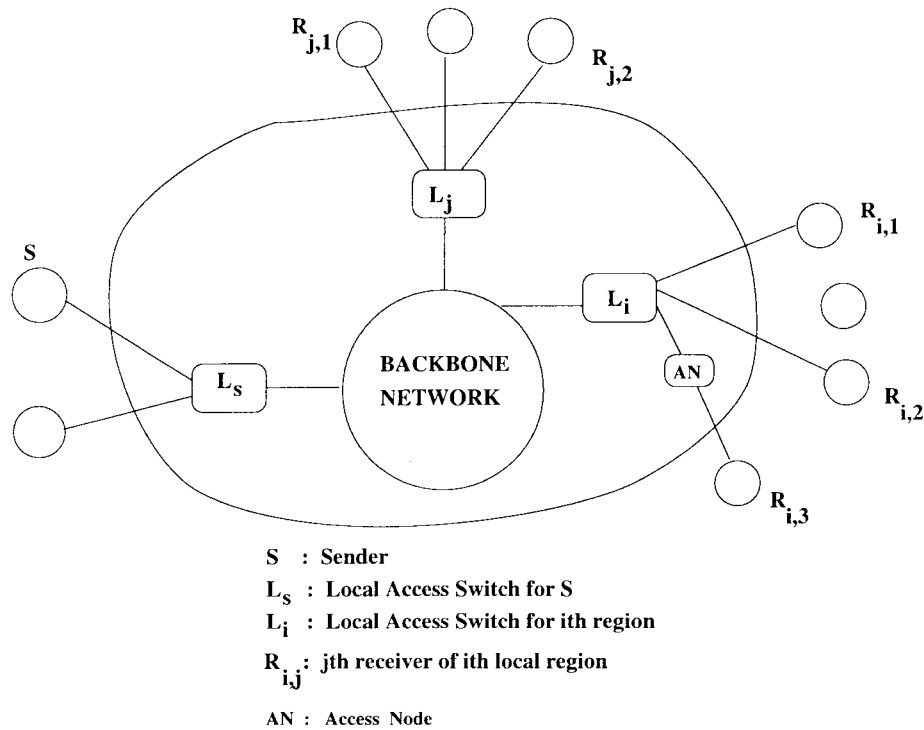 R j,1
R j,2
L j
R i,1
S
L i
BACKBONE
NETWORK
AN
L s
R i,2
R i,3
S : Sender
L s : Local Access Switch for S
L i : Local Access Switch for ith region
R i,j : jth receiver of ith local region
AN : Access Node